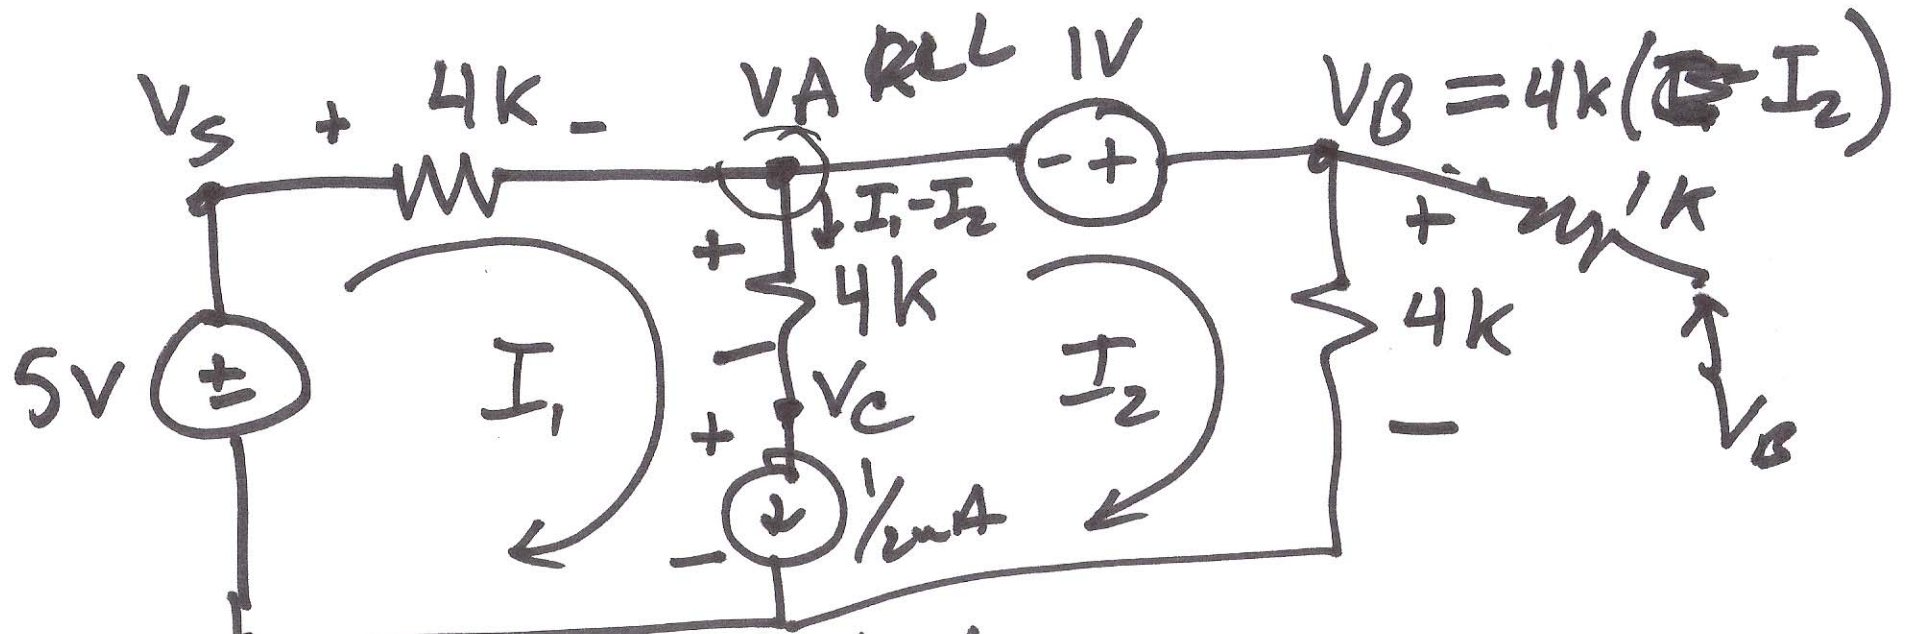 VS + 4K - VA 1V VB = 4K( -I2)
- +
I1-I2
+ + 1K
4K 4K
5V ± I1 - VC I2 -
+ VB
1/2mA
-